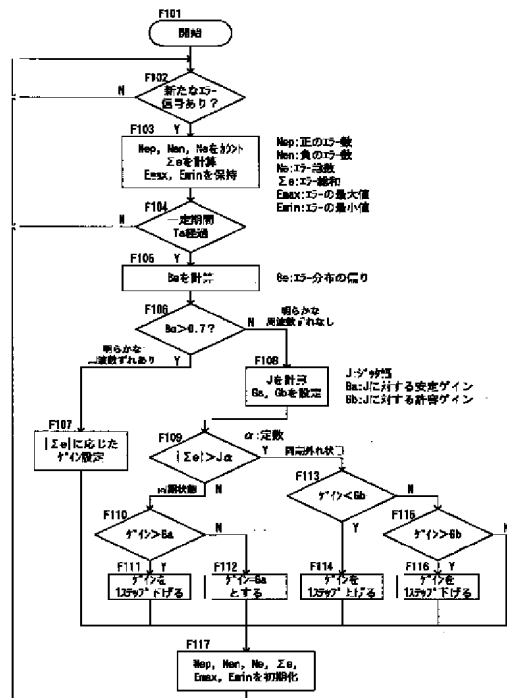 F101
開始
F102
新たなエラー
信号あり?
N
Y
F103
Nep, Nen, Neをカウント
Σeを計算
Emax, Eminを保持
Nep:正のエラー数
Nen:負のエラー数
Ne:エラー総数
Σe:エラー総和
Emax:エラーの最大値
Emin:エラーの最小値
F104
一定期間
Ta経過
N
Y
F105
Beを計算
Be:エラー分布の偏り
F106
Be>0.7?
N
明らかな
周波数ずれなし
明らかな
周波数ずれあり
Y
F108
Jを計算
Ga, Gbを設定
J:ジッタ幅
Ga:Jに対する安定ゲイン
Gb:Jに対する許容ゲイン
F107
|Σe|に応じた
ゲイン設定
F109
α:定数
|Σe|>Jα
Y
同期外れ状態
同期状態
N
F113
ゲイン<Gb
N
Y
F110
ゲイン>Ga
N
Y
F115
ゲイン>Gb
N
Y
F111
ゲインを
1ステップ下げる
F112
ゲイン=Ga
とする
F114
ゲインを
1ステップ上げる
F116
ゲインを
1ステップ下げる
F117
Nep, Nen, Ne, Σe,
Emax, Eminを初期化